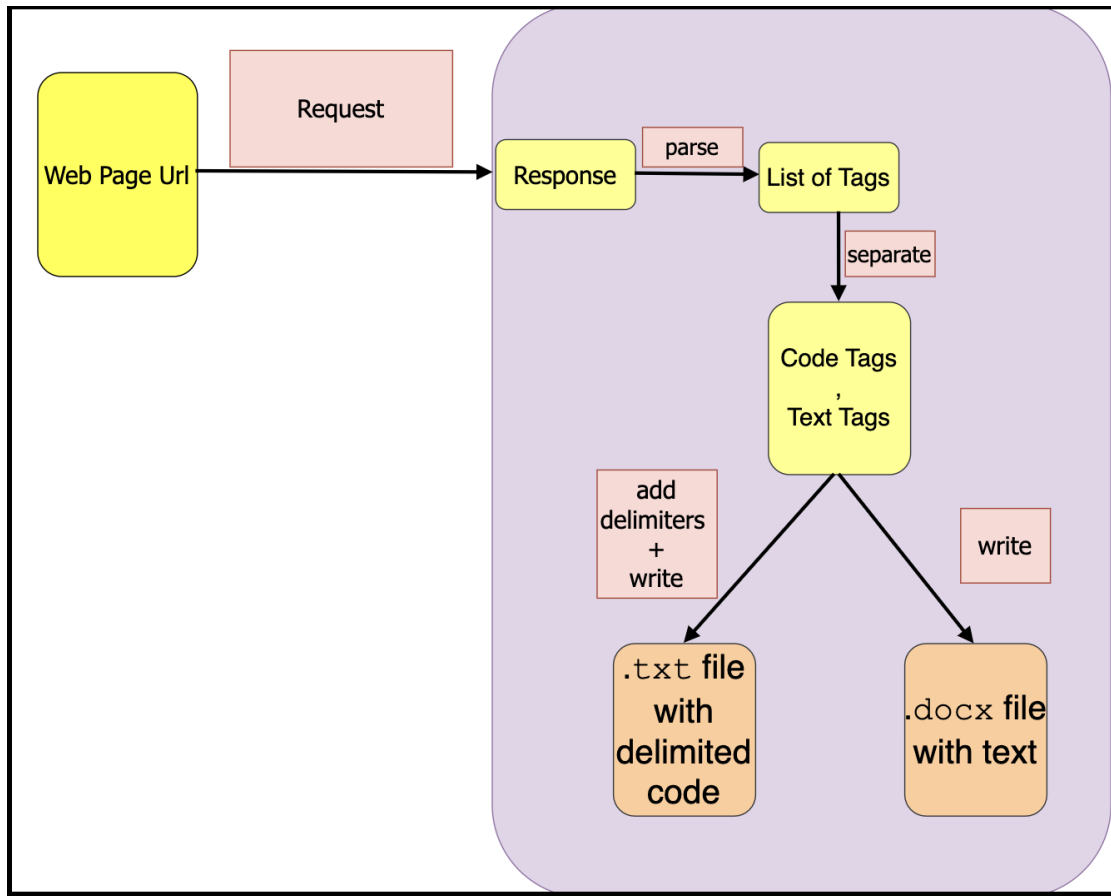 Request
Web Page Url
Response
parse
List of Tags
separate
Code Tags
,
Text Tags
add
delimiters
+
write
write
.txt file
with
delimited
code
.docx file
with text